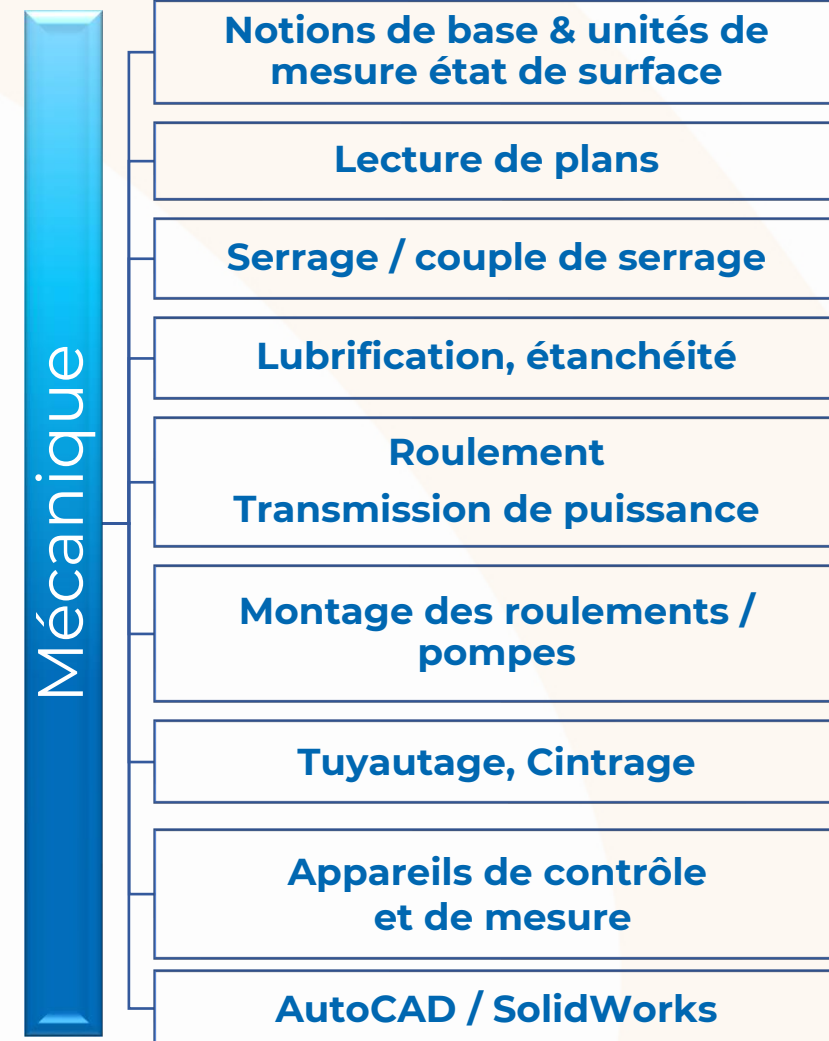 Mécanique
Notions de base & unités de
mesure état de surface
Lecture de plans
Serrage / couple de serrage
Lubrification, étanchéité
Roulement
Transmission de puissance
Montage des roulements /
pompes
Tuyautage, Cintrage
Appareils de contrôle
et de mesure
AutoCAD / SolidWorks